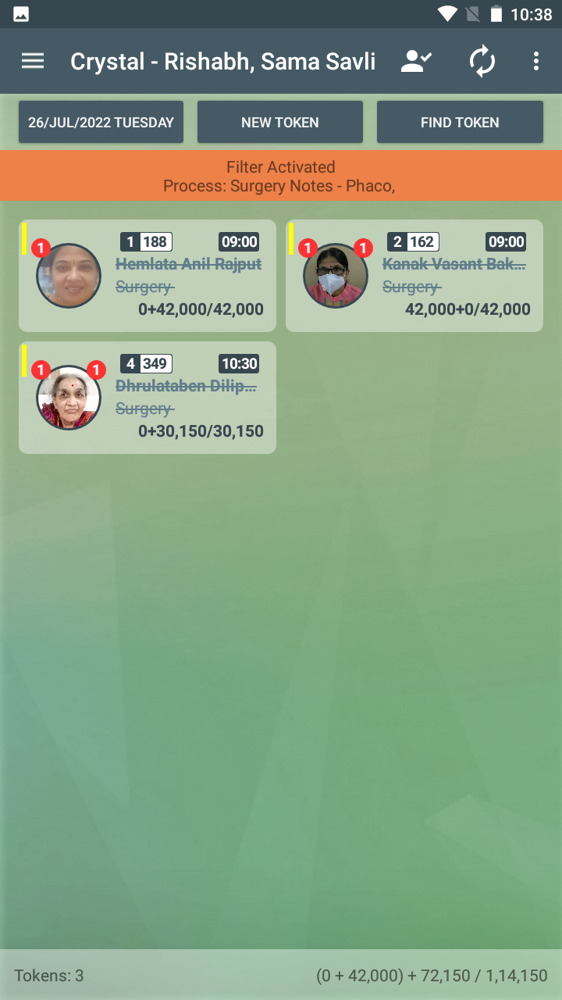 10:38
Crystal - Rishabh, Sama Savli
26/JUL/2022 TUESDAY NEW TOKEN FIND TOKEN
Filter Activated
Process: Surgery Notes - Phaco,
1 1 188 09:00
Hemlata Anil Rajput
Surgery
0+42,000/42,000
1 1 2 162 09:00
Kanak Vasant Bak...
Surgery
42,000+0/42,000
1 1 4 349 10:30
Dhrulataben Dilip...
Surgery
0+30,150/30,150
Tokens: 3 (0 + 42,000) + 72,150 / 1,14,150